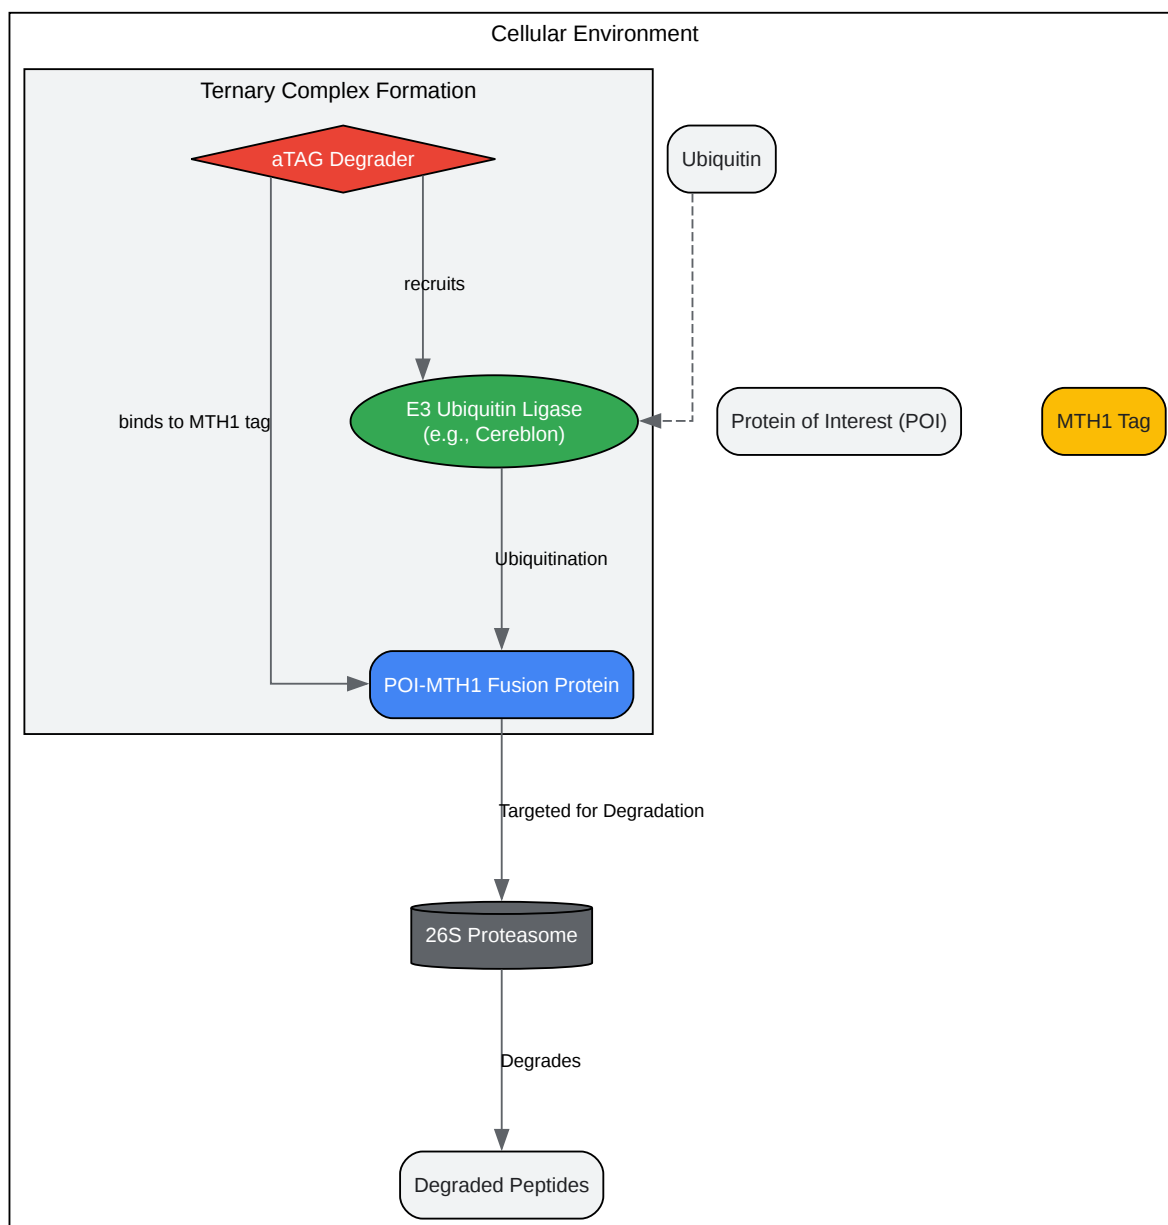 Cellular Environment
Ternary Complex Formation
aTAG Degrader
Ubiquitin
recruits
binds to MTH1 tag
E3 Ubiquitin Ligase
(e.g., Cereblon)
Protein of Interest (POI)
MTH1 Tag
Ubiquitination
POI-MTH1 Fusion Protein
Targeted for Degradation
26S Proteasome
Degrades
Degraded Peptides